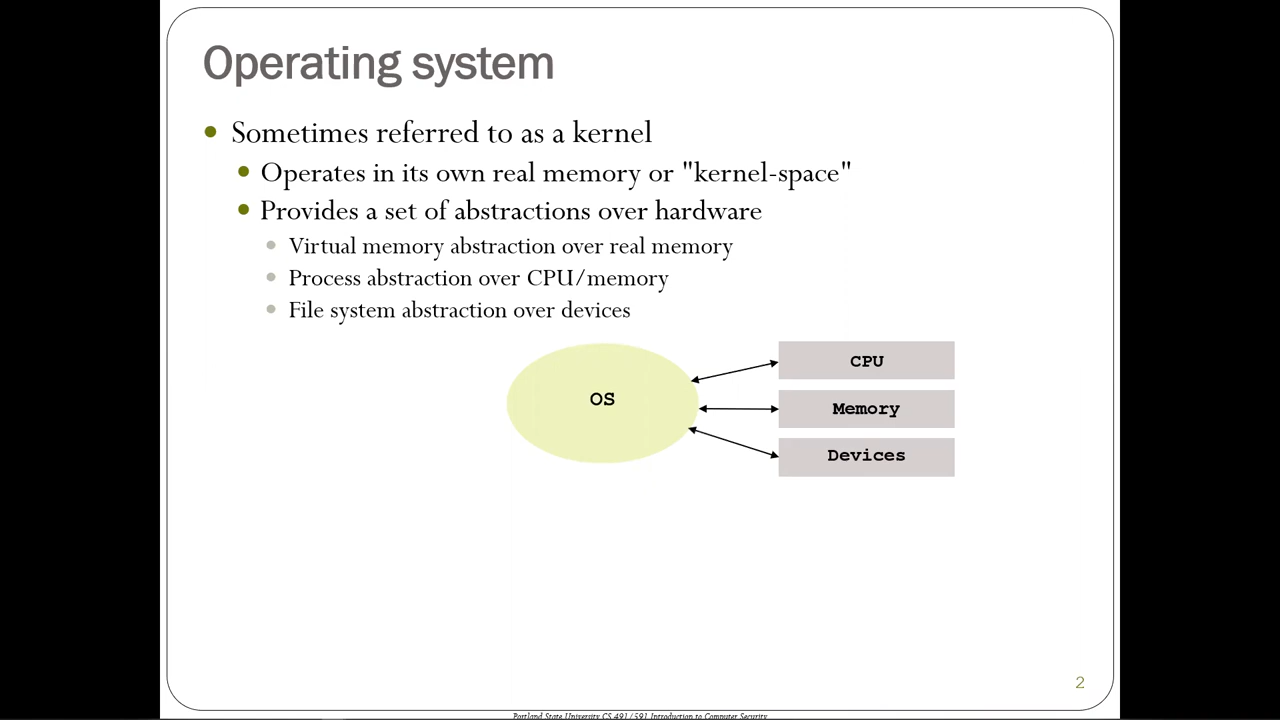 Operating system
Sometimes referred to as a kernel
Operates in its own real memory or "kernel-space"
Provides a set of abstractions over hardware
Virtual memory abstraction over real memory
Process abstraction over CPU/memory
File system abstraction over devices
OS
CPU
Memory
Devices
2
Portland State University CS 491/591 Introduction to Computer Security